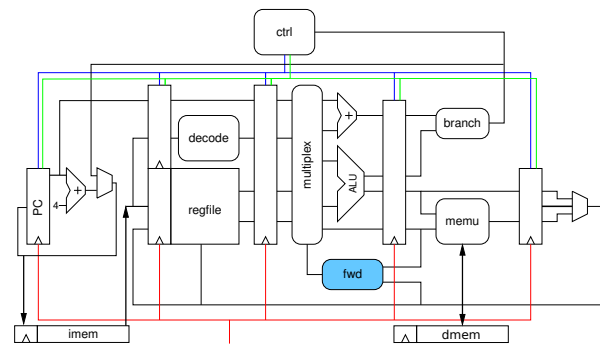 ctrl
decode
multiplex
+
branch
PC
+
4
regfile
ALU
memu
fwd
imem
dmem